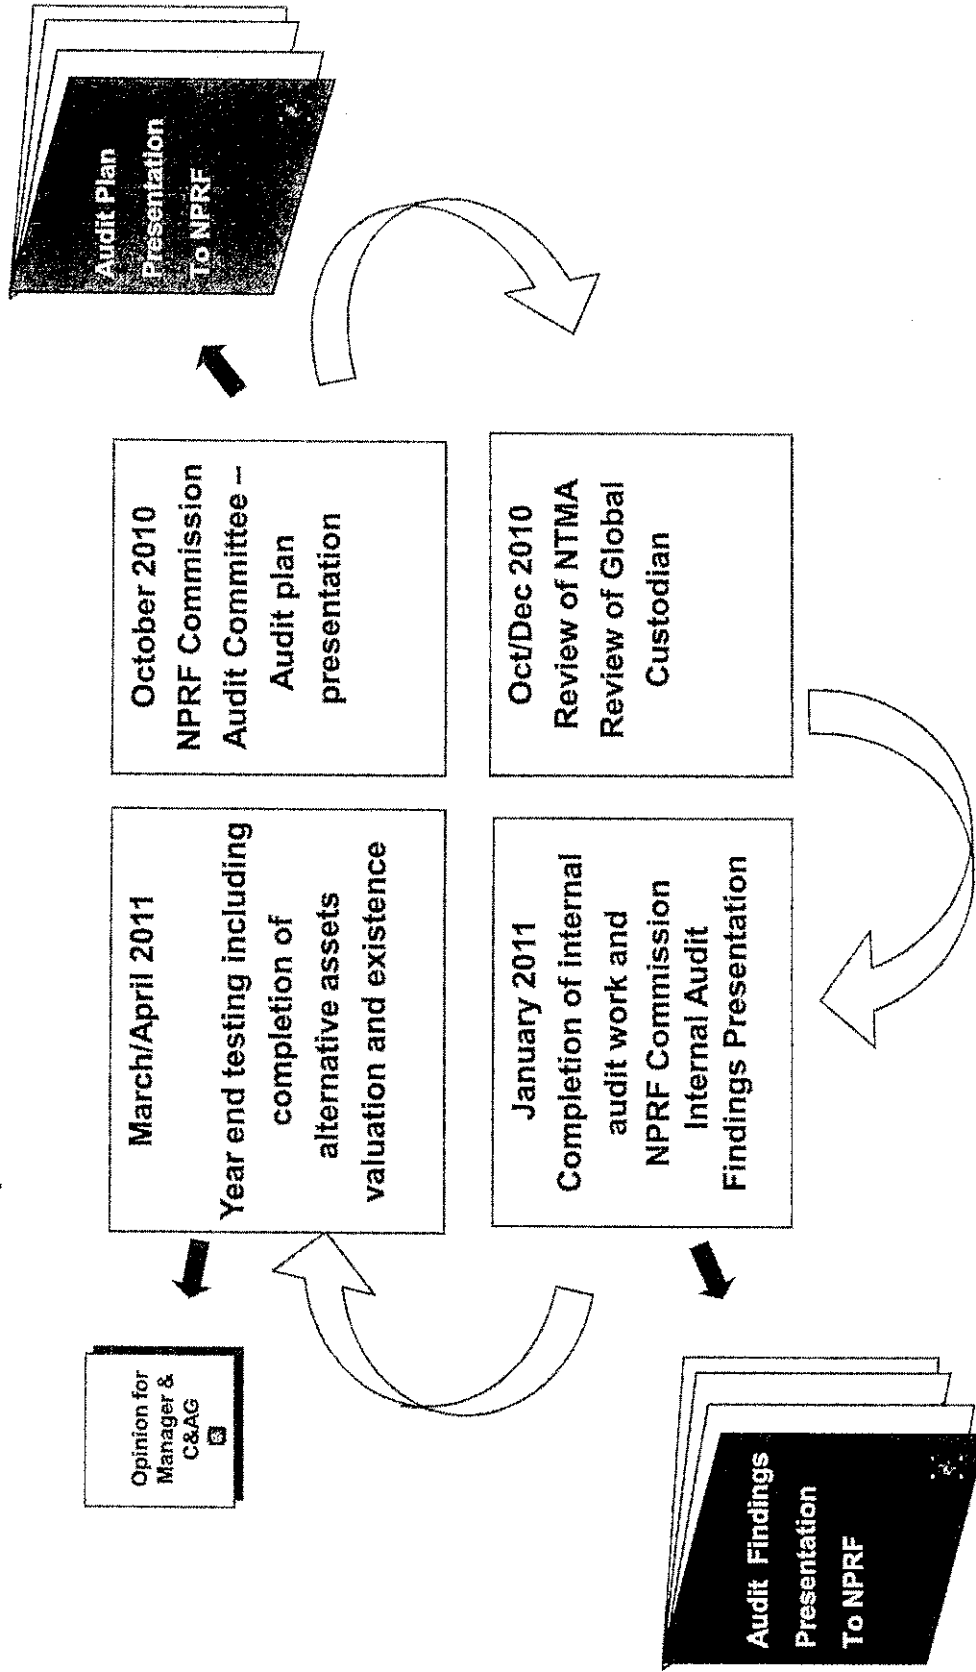 Opinion for
Manager &
C&AG
March/April 2011
Year end testing including
completion of
alternative assets
valuation and existence
October 2010
NPRF Commission
Audit Committee –
Audit plan
presentation
Audit Plan
Presentation
To NPRF
Audit Findings
Presentation
To NPRF
January 2011
Completion of internal
audit work and
NPRF Commission
Internal Audit
Findings Presentation
Oct/Dec 2010
Review of NTMA
Review of Global
Custodian